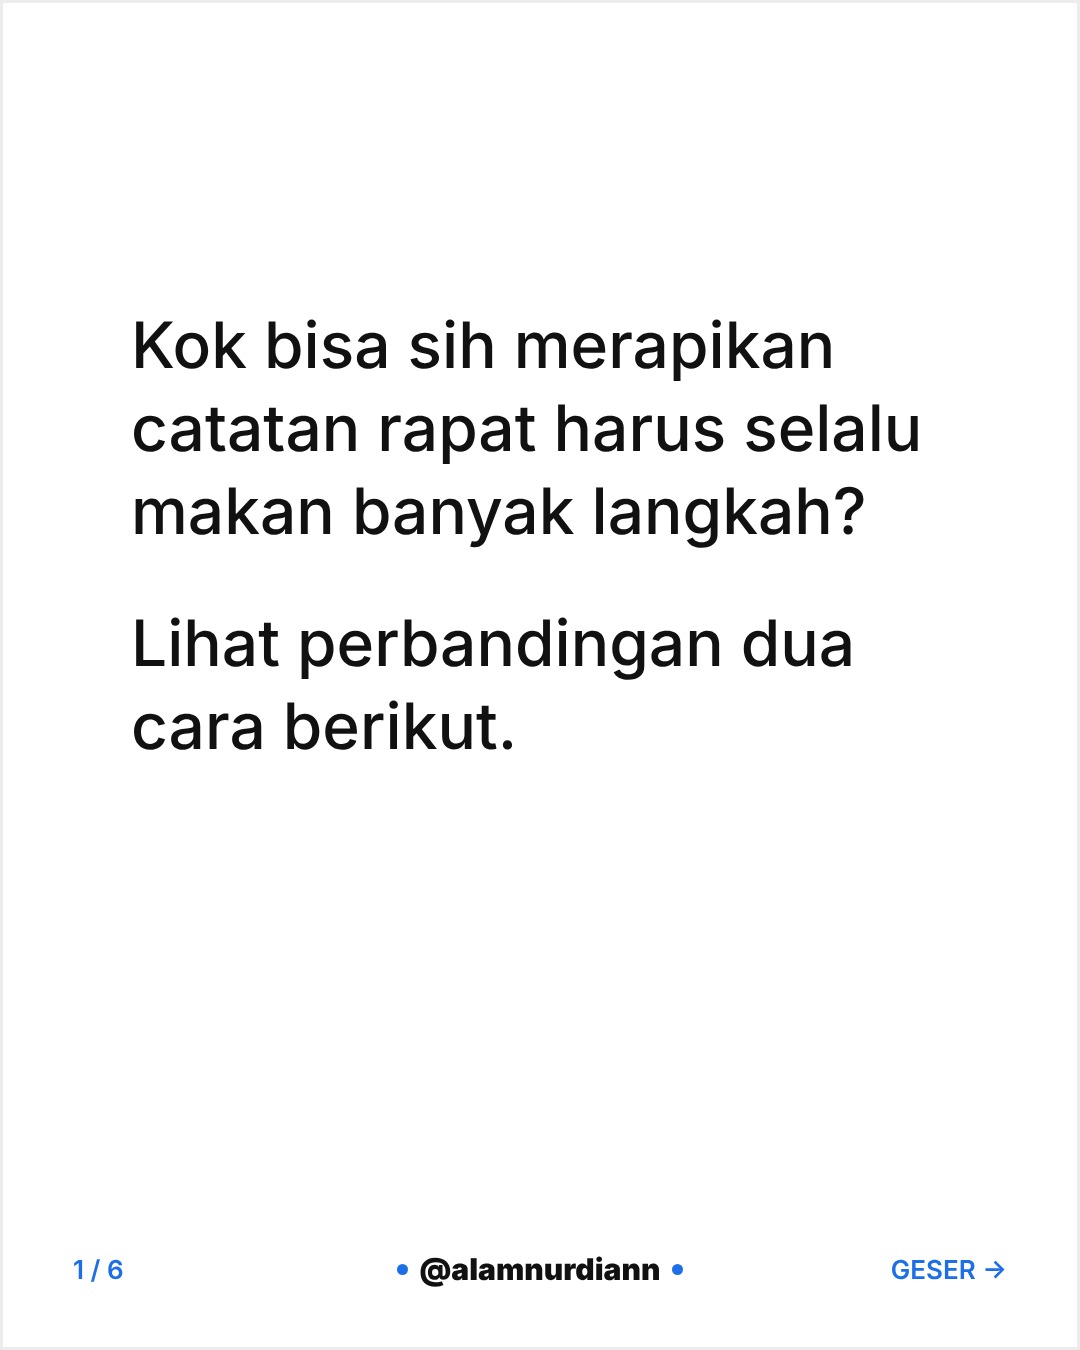 Kok bisa sih merapikan
catatan rapat harus selalu
makan banyak langkah?
Lihat perbandingan dua
cara berikut.
1 / 6
• @alamnurdiann •
GESER →